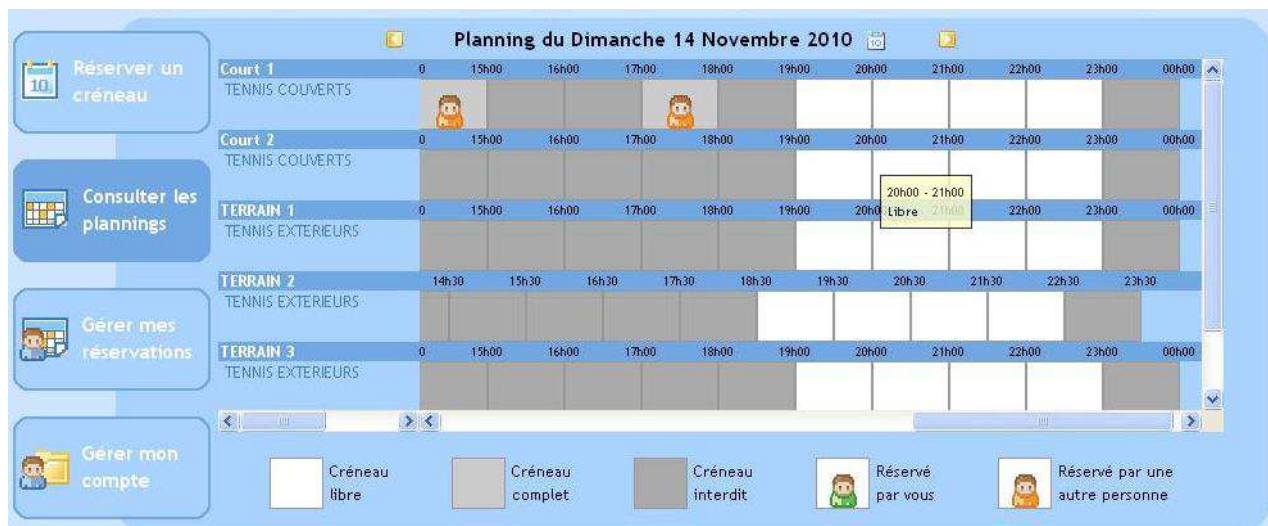 Planning du Dimanche 14 Novembre 2010
10
Réserver un
créneau
10
Consulter les
plannings
Gérer mes
réservations
Gérer mon
compte
Court 1
0 15h00 16h00 17h00 18h00 19h00 20h00 21h00 22h00 23h00 00h00
TENNIS COUVERTS
Court 2
0 15h00 16h00 17h00 18h00 19h00 20h00 21h00 22h00 23h00 00h00
TENNIS COUVERTS
20h00 - 21h00
Libre
TERRAIN 1
0 15h00 16h00 17h00 18h00 19h00 20h0 21h00 22h00 23h00 00h00
TENNIS EXTERIEURS
TERRAIN 2
14h30 15h30 16h30 17h30 18h30 19h30 20h30 21h30 22h30 23h30
TENNIS EXTERIEURS
TERRAIN 3
0 15h00 16h00 17h00 18h00 19h00 20h00 21h00 22h00 23h00 00h00
TENNIS EXTERIEURS
Créneau
libre
Créneau
complet
Créneau
interdit
Réservé
par vous
Réservé par une
autre personne